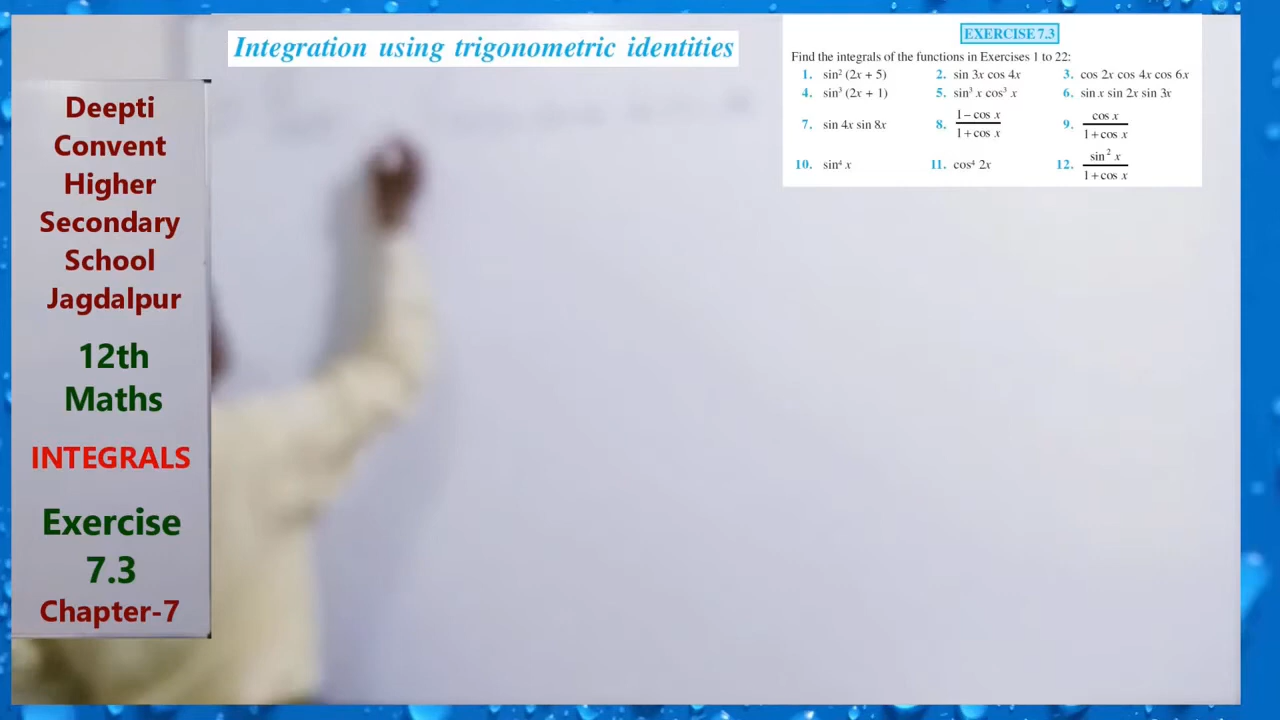 Integration using trigonometric identities
EXERCISE 7.3
Find the integrals of the functions in Exercises 1 to 22:
1. sin² (2x + 5) 2. sin 3x cos 4x 3. cos 2x cos 4x cos 6x
4. sin³ (2x + 1) 5. sin³ x cos³ x 6. sin x sin 2x sin 3x
7. sin 4x sin 8x 8. (1 – cos x)/(1 + cos x) 9. cos x/(1 + cos x)
10. sin⁴ x 11. cos⁴ 2x 12. sin² x/(1 + cos x)
Deepti
Convent
Higher
Secondary
School
Jagdalpur
12th
Maths
INTEGRALS
Exercise
7.3
Chapter-7